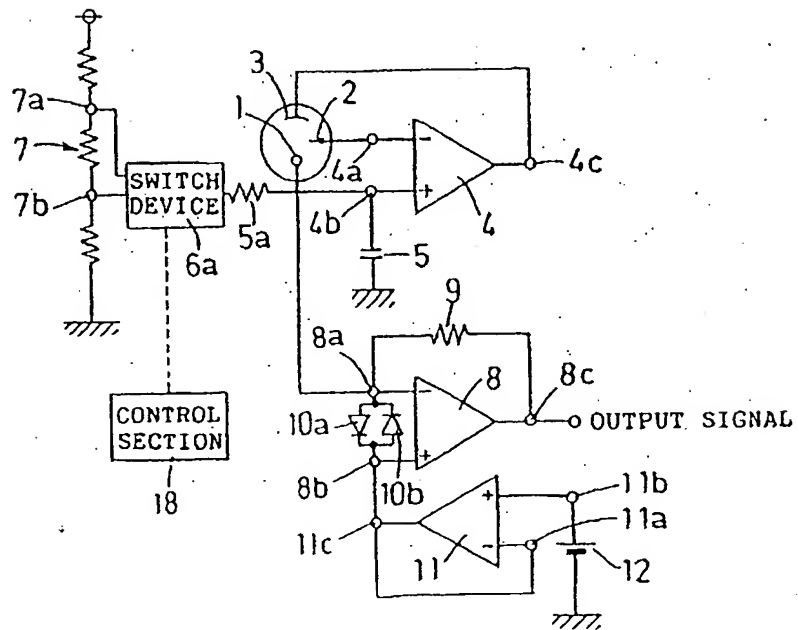 3
1
2
7a
4a
4c
7
SWITCH
DEVICE
7b
4b
4
5a
6a
5
9
8a
8
8c
CONTROL
SECTION
10a
OUTPUT SIGNAL
8b
10b
18
11b
11c
11a
11
12